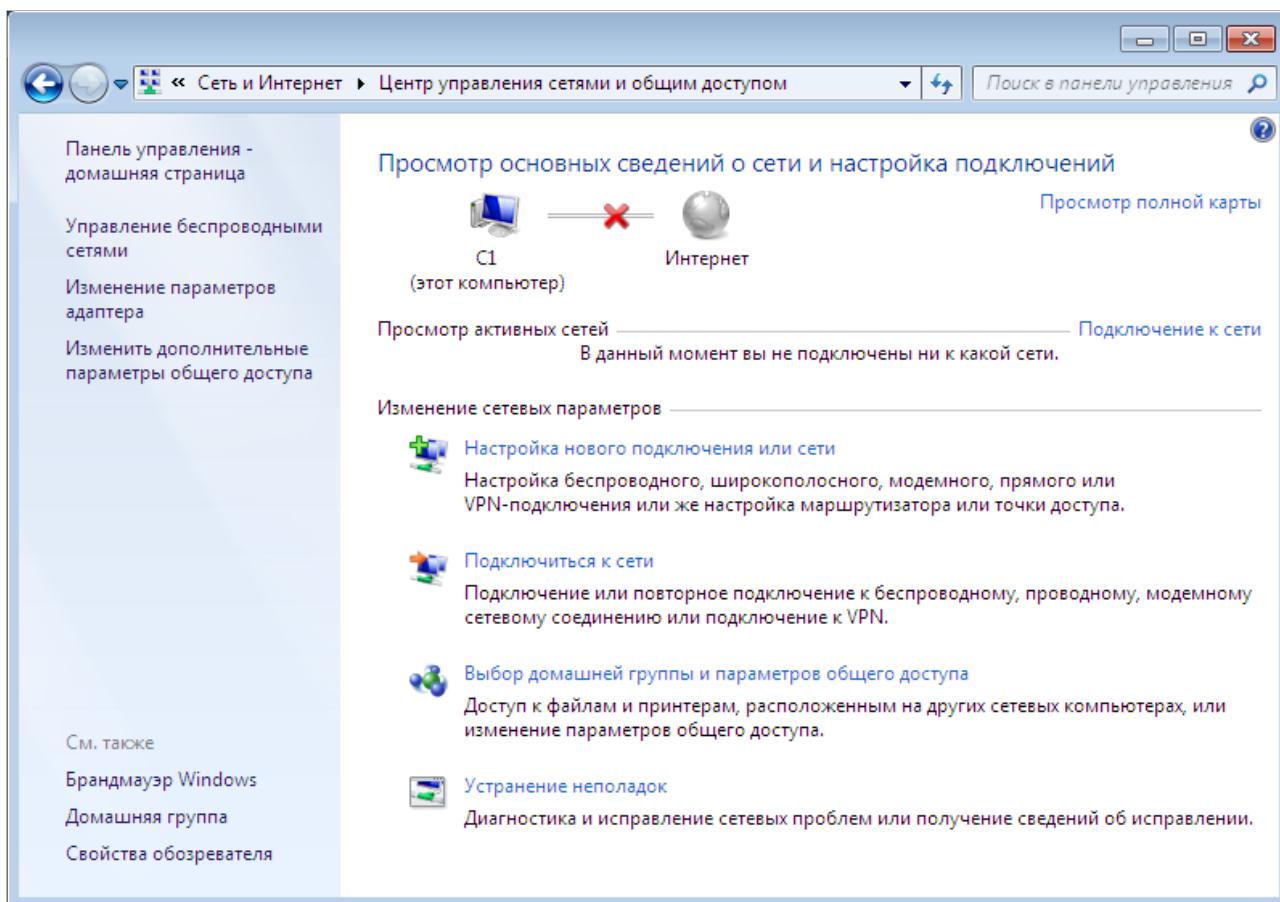 « Сеть и Интернет ▸ Центр управления сетями и общим доступом
Поиск в панели управления
Панель управления -
домашняя страница
Управление беспроводными
сетями
Изменение параметров
адаптера
Изменить дополнительные
параметры общего доступа
См. также
Брандмауэр Windows
Домашняя группа
Свойства обозревателя
Просмотр основных сведений о сети и настройка подключений
Просмотр полной карты
C1
(этот компьютер)
Интернет
Просмотр активных сетей
Подключение к сети
В данный момент вы не подключены ни к какой сети.
Изменение сетевых параметров
Настройка нового подключения или сети
Настройка беспроводного, широкополосного, модемного, прямого или
VPN-подключения или же настройка маршрутизатора или точки доступа.
Подключиться к сети
Подключение или повторное подключение к беспроводному, проводному, модемному
сетевому соединению или подключение к VPN.
Выбор домашней группы и параметров общего доступа
Доступ к файлам и принтерам, расположенным на других сетевых компьютерах, или
изменение параметров общего доступа.
Устранение неполадок
Диагностика и исправление сетевых проблем или получение сведений об исправлении.